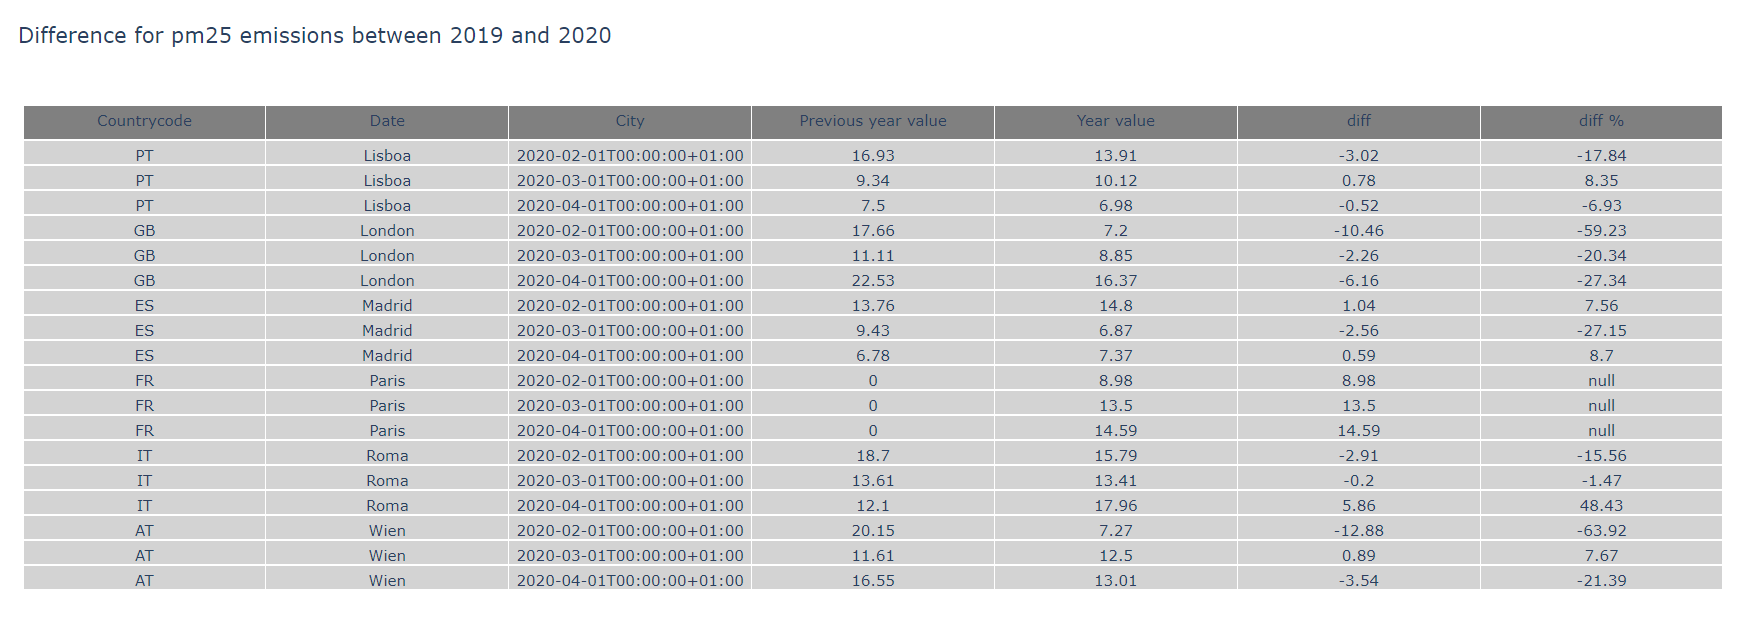 Difference for pm25 emissions between 2019 and 2020
Countrycode Date City Previous year value Year value diff diff %
PT Lisboa 2020-02-01T00:00:00+01:00 16.93 13.91 -3.02 -17.84
PT Lisboa 2020-03-01T00:00:00+01:00 9.34 10.12 0.78 8.35
PT Lisboa 2020-04-01T00:00:00+01:00 7.5 6.98 -0.52 -6.93
GB London 2020-02-01T00:00:00+01:00 17.66 7.2 -10.46 -59.23
GB London 2020-03-01T00:00:00+01:00 11.11 8.85 -2.26 -20.34
GB London 2020-04-01T00:00:00+01:00 22.53 16.37 -6.16 -27.34
ES Madrid 2020-02-01T00:00:00+01:00 13.76 14.8 1.04 7.56
ES Madrid 2020-03-01T00:00:00+01:00 9.43 6.87 -2.56 -27.15
ES Madrid 2020-04-01T00:00:00+01:00 6.78 7.37 0.59 8.7
FR Paris 2020-02-01T00:00:00+01:00 0 8.98 8.98 null
FR Paris 2020-03-01T00:00:00+01:00 0 13.5 13.5 null
FR Paris 2020-04-01T00:00:00+01:00 0 14.59 14.59 null
IT Roma 2020-02-01T00:00:00+01:00 18.7 15.79 -2.91 -15.56
IT Roma 2020-03-01T00:00:00+01:00 13.61 13.41 -0.2 -1.47
IT Roma 2020-04-01T00:00:00+01:00 12.1 17.96 5.86 48.43
AT Wien 2020-02-01T00:00:00+01:00 20.15 7.27 -12.88 -63.92
AT Wien 2020-03-01T00:00:00+01:00 11.61 12.5 0.89 7.67
AT Wien 2020-04-01T00:00:00+01:00 16.55 13.01 -3.54 -21.39